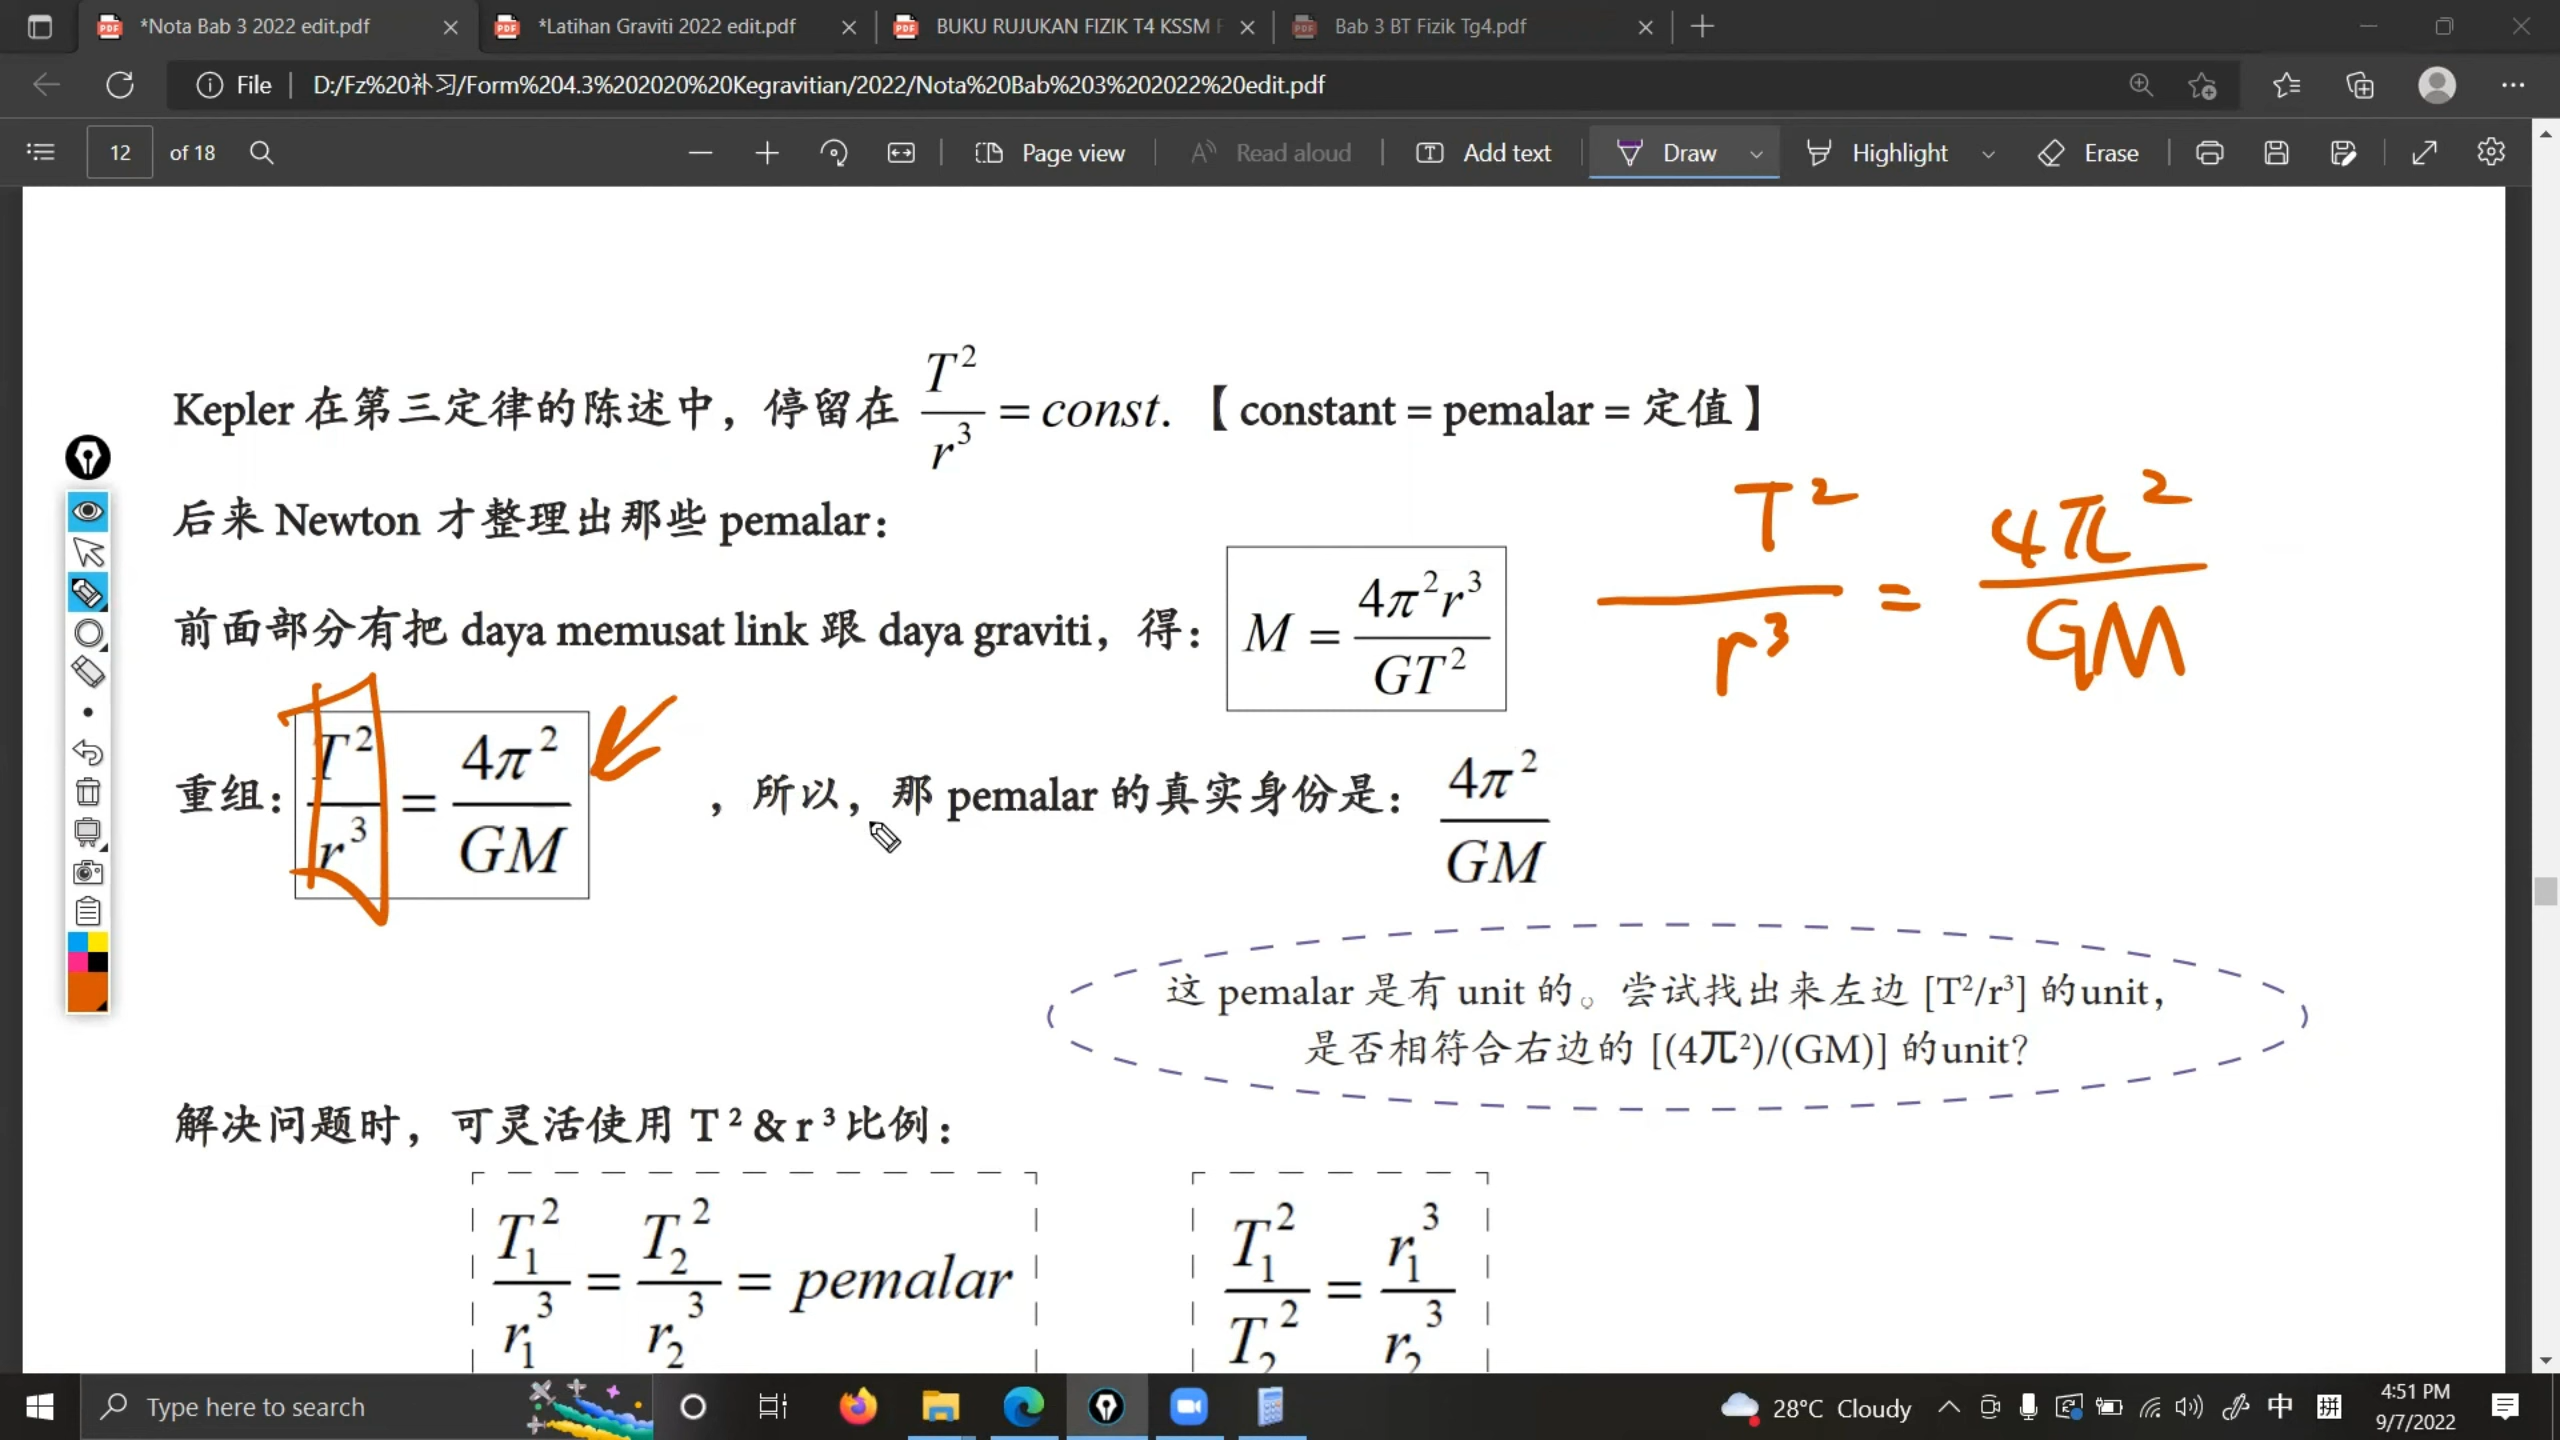 *Nota Bab 3 2022 edit.pdf
*Latihan Graviti 2022 edit.pdf
BUKU RUJUKAN FIZIK T4 KSSM
Bab 3 BT Fizik Tg4.pdf
File D:/Fz%20补习/Form%204.3%202020%20Kegravitian/2022/Nota%20Bab%203%202022%20edit.pdf
12 of 18 Page view Read aloud Add text Draw Highlight Erase
Kepler 在第三定律的陈述中，停留在 T²/r³ = const. 【constant = pemalar = 定值】
后来 Newton 才整理出那些 pemalar：
T²/r³ = 4π²/GM
前面部分有把 daya memusat link 跟 daya graviti，得： M = 4π²r³/GT²
重组： T²/r³ = 4π²/GM ，所以，那 pemalar 的真实身份是： 4π²/GM
这 pemalar 是有 unit 的。尝试找出来左边 [T²/r³] 的unit，
是否相符合右边的 [(4兀²)/(GM)] 的unit？
解决问题时，可灵活使用 T ² & r ³ 比例：
T₁²/r₁³ = T₂²/r₂³ = pemalar
T₁²/T₂² = r₁³/r₂³
Type here to search
28°C Cloudy
中
拼
4:51 PM
9/7/2022